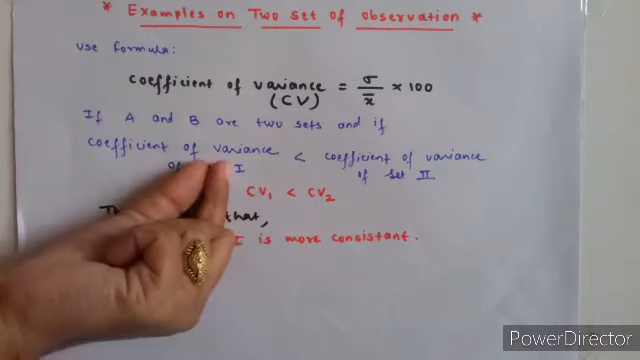 * Examples on Two set of observation *
use formula:
coefficient of variance = σ/x̄ × 100
(CV)
If A and B are two sets and if
coefficient of variance < coefficient of variance
I of set II
CV₁ < CV₂
that,
I is more consistant.
PowerDirector